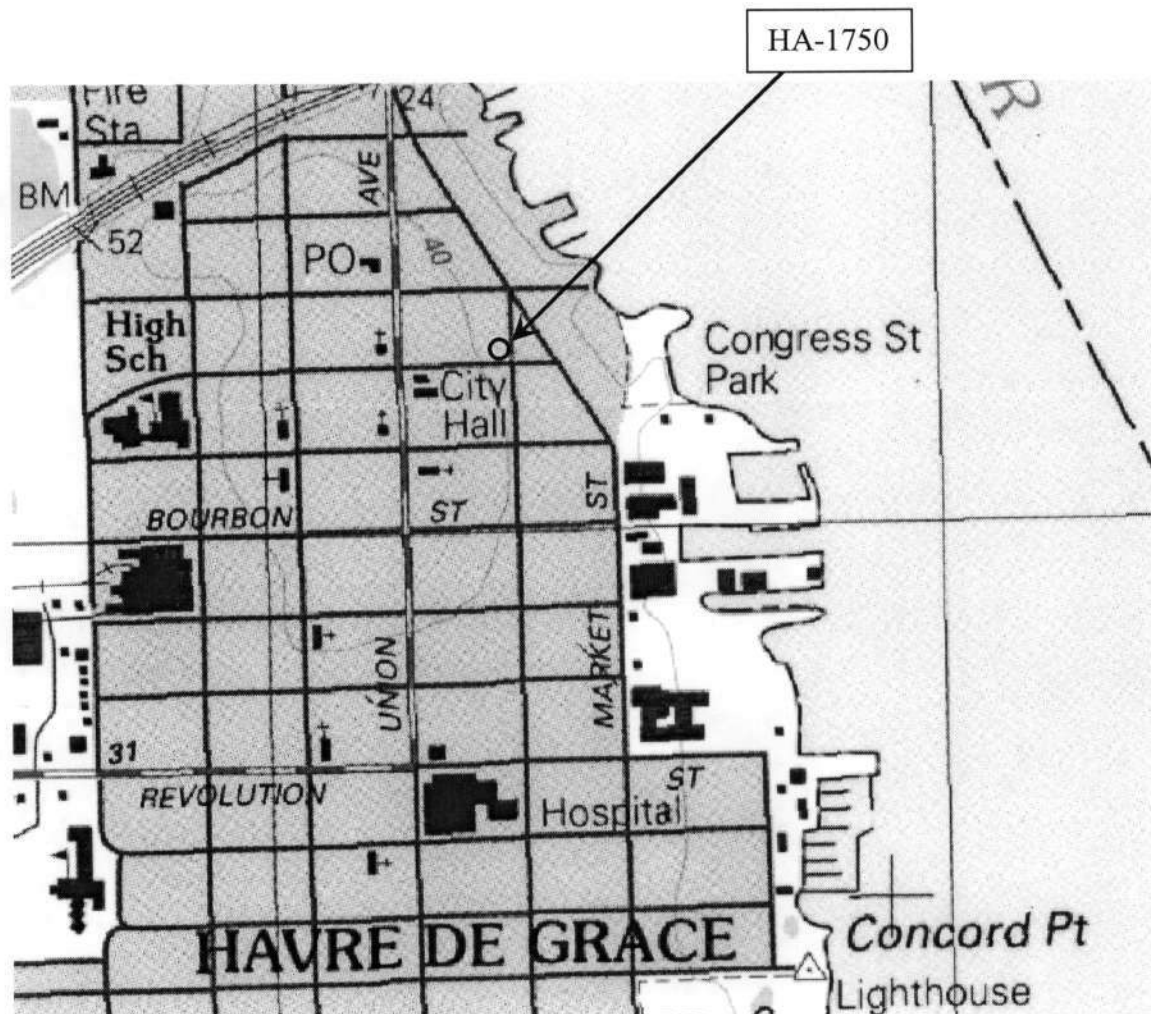 HA-1750
Fire
Sta
24
R
BM
52
AVE
40
PO
High
Sch
City
Hall
Congress St
Park
BOURBON
ST
ST
UNION
MARKET
31
REVOLUTION
ST
Hospital
HAVRE DE GRACE
Concord Pt
Lighthouse